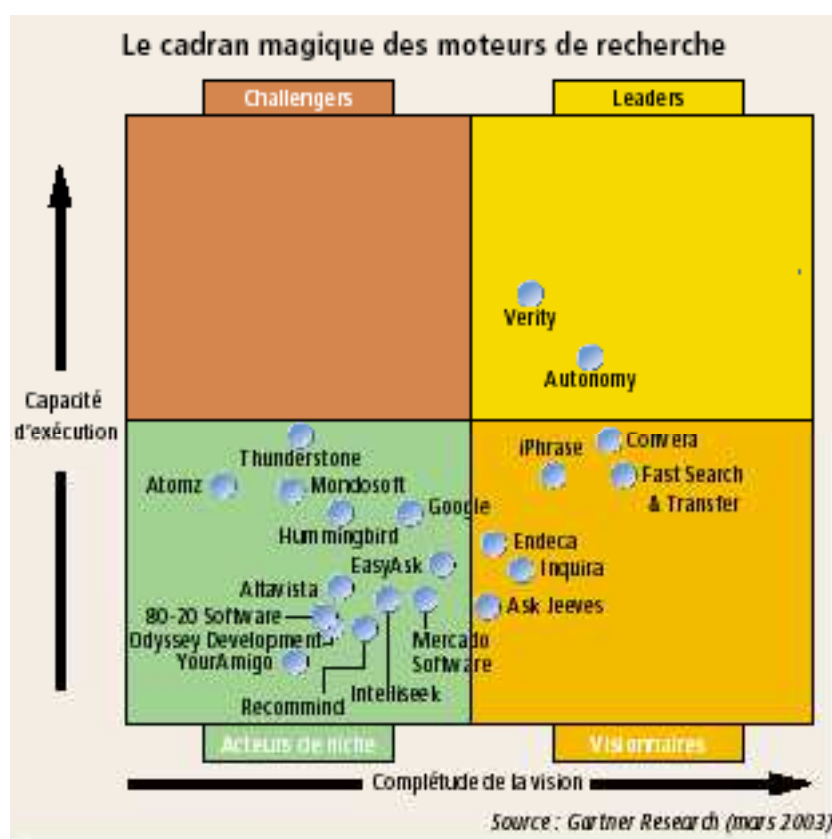 Le cadran magique des moteurs de recherche
Challengers
Leaders
Verity
Autonomy
Capacité
d'exécution
Thunderstone
iPhrase
Convera
Atomz
Mondosoft
Fast Search
& Transfer
Google
Hummingbird
Endeca
EasyAsk
Inquira
Altavista
80-20 Software
Ask Jeeves
Odyssey Development
Mercado
Software
YourAmigo
Intelliseek
Recommind
Acteurs de niche
Visionnaires
Complétude de la vision
Source : Gartner Research (mars 2003)